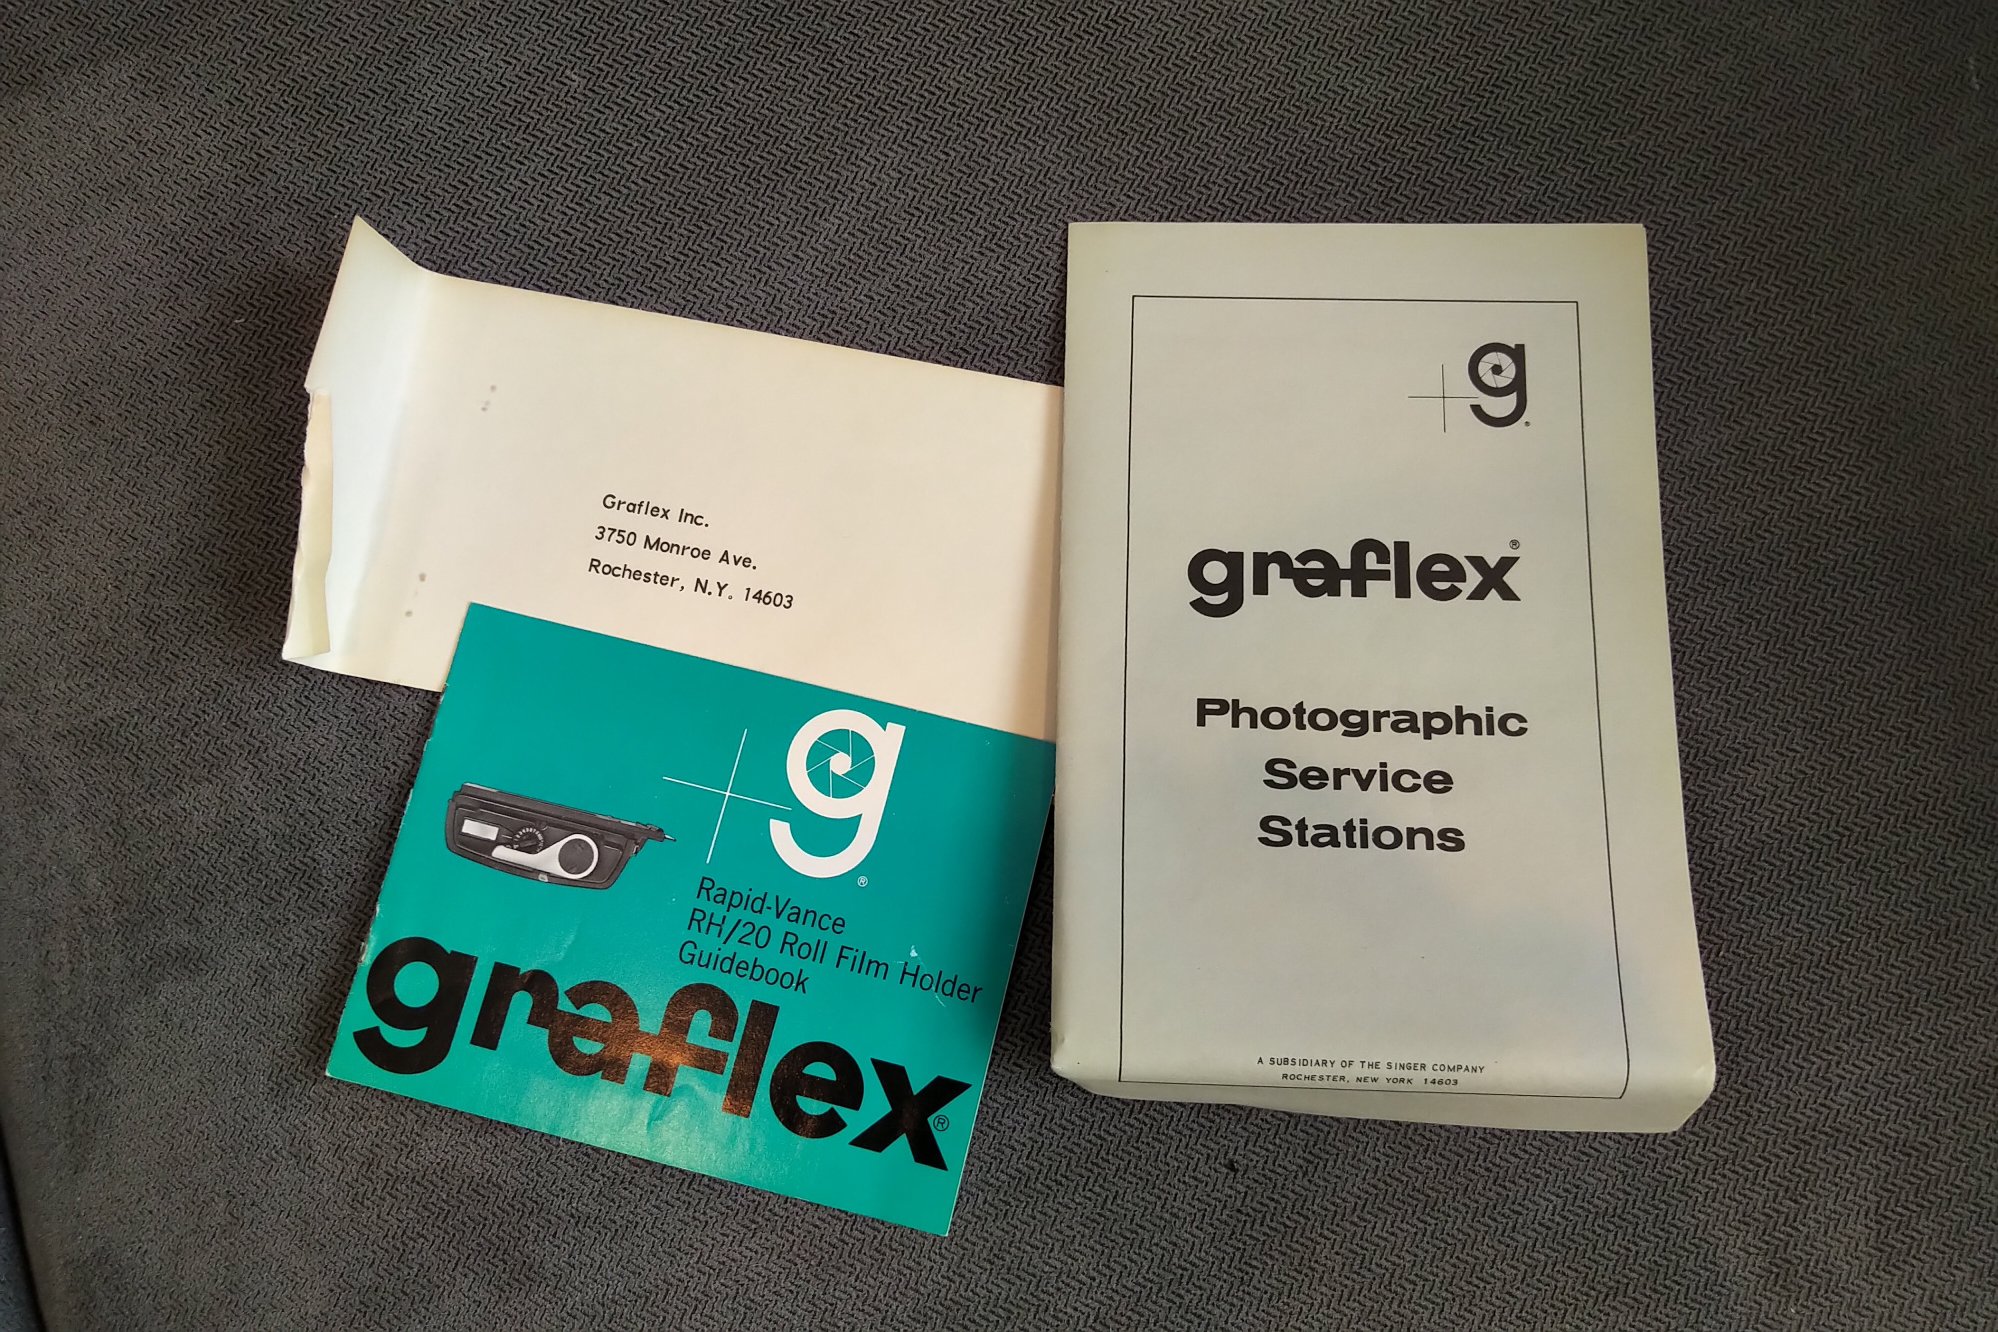 Graflex Inc.
3750 Monroe Ave.
Rochester, N.Y. 14603
g®
Rapid-Vance
RH/20 Roll Film Holder
Guidebook
graflex®
g®
graflex®
Photographic
Service
Stations
A SUBSIDIARY OF THE SINGER COMPANY
ROCHESTER, NEW YORK 14603